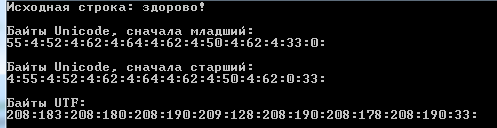 Исходная строка: здорово!
Байты Unicode, сначала младший:
55:4:52:4:62:4:64:4:62:4:50:4:62:4:33:0:
Байты Unicode, сначала старший:
4:55:4:52:4:62:4:64:4:62:4:50:4:62:0:33:
Байты UTF:
208:183:208:180:208:190:209:128:208:190:208:178:208:190:33: